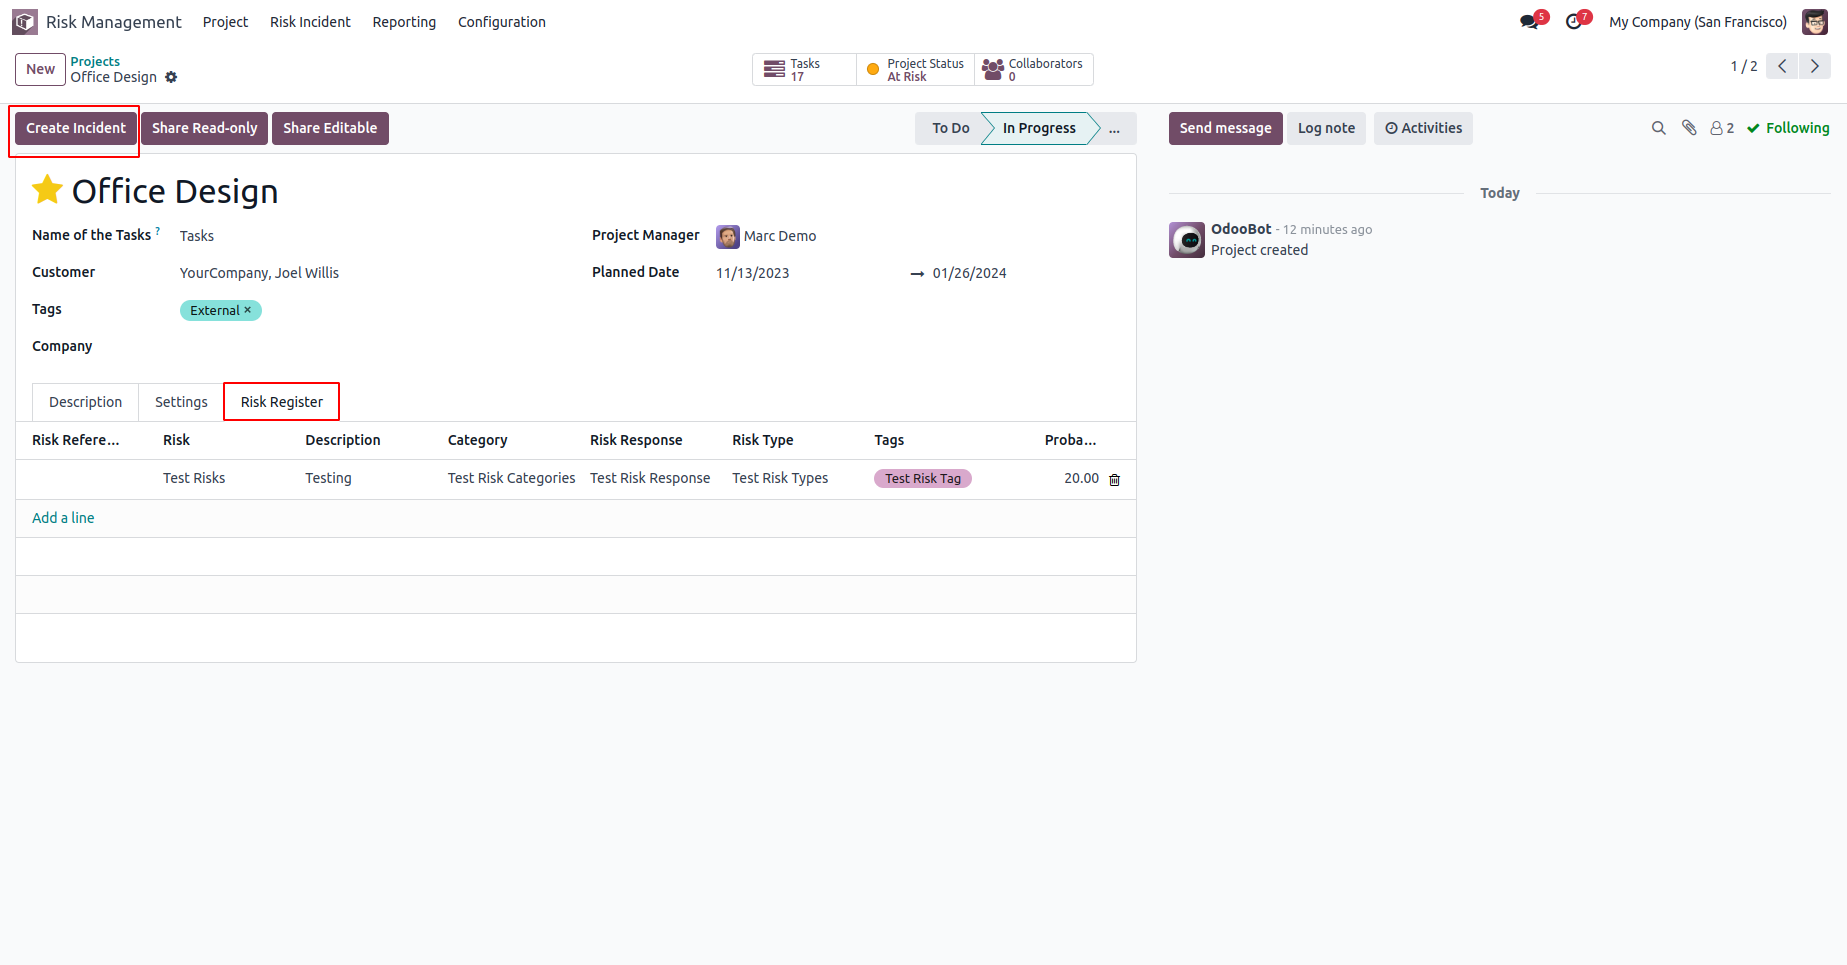 Risk Management Project Risk Incident Reporting Configuration 5 7 My Company (San Francisco)
New Projects Office Design Tasks 17 Project Status At Risk Collaborators 0 1 / 2
Create Incident Share Read-only Share Editable To Do In Progress ... Send message Log note Activities 2 Following
Office Design
Today
Name of the Tasks ? Tasks Project Manager Marc Demo
OdooBot - 12 minutes ago
Project created
Customer YourCompany, Joel Willis Planned Date 11/13/2023 → 01/26/2024
Tags External ×
Company
Description Settings Risk Register
Risk Refere... Risk Description Category Risk Response Risk Type Tags Proba...
Test Risks Testing Test Risk Categories Test Risk Response Test Risk Types Test Risk Tag 20.00
Add a line